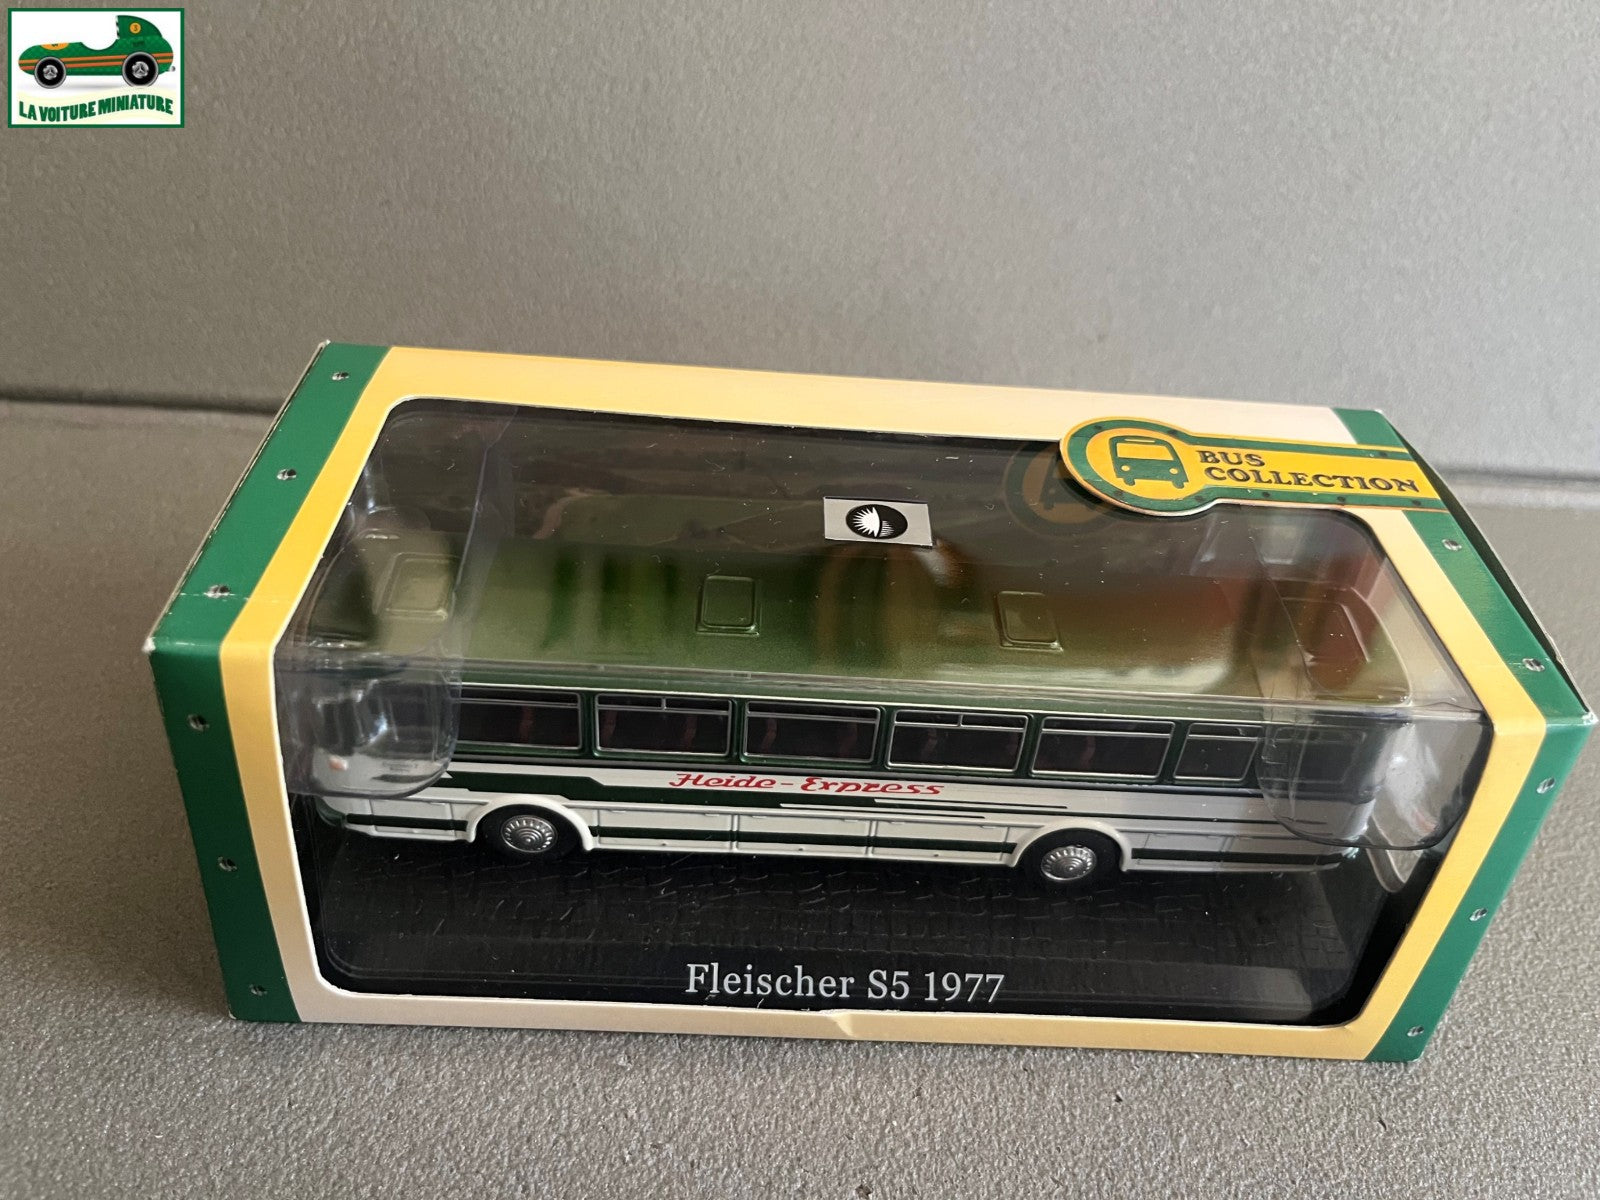 LA VOITURE MINIATURE
BUS
COLLECTION
Heide-Express
Fleischer S5 1977